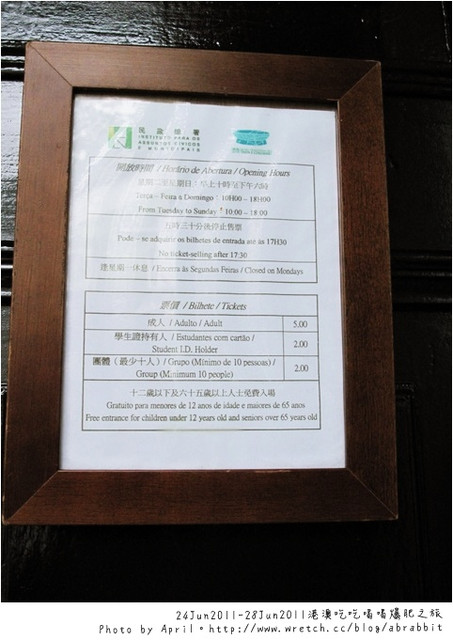 民政總署
INSTITUTO PARA OS
ASSUNTOS CÍVICOS
E MUNICIPAIS
開放時間 / Horário de Abertura / Opening Hours
星期二至星期日：早上十時至下午六時
Terca – Feira a Domingo：10H00 – 18H00
From Tuesday to Sunday：10:00 – 18:00
五時三十分後停止售票
Pode – se adquirir os bilhetes de entrada até às 17H30
No ticket-selling after 17:30
逢星期一休息 / Encerra às Segundas Feiras / Closed on Mondays
票價 / Bilhete / Tickets
成人 / Adulto / Adult 5.00
學生證持有人 / Estudantes com cartão /
Student I.D. Holder 2.00
團體（最少十人）/ Grupo (Mínimo de 10 pessoas) /
Group (Minimum 10 people) 2.00
十二歲以下及六十五歲以上人士免費入場
Gratuito para menores de 12 anos de idade e maiores de 65 anos
Free entrance for children under 12 years old and seniors over 65 years old
24Jun2011-28Jun2011港澳吃吃喝喝爆肥之旅
Photo by April。http://www.wretch.cc/blog/abrabbit